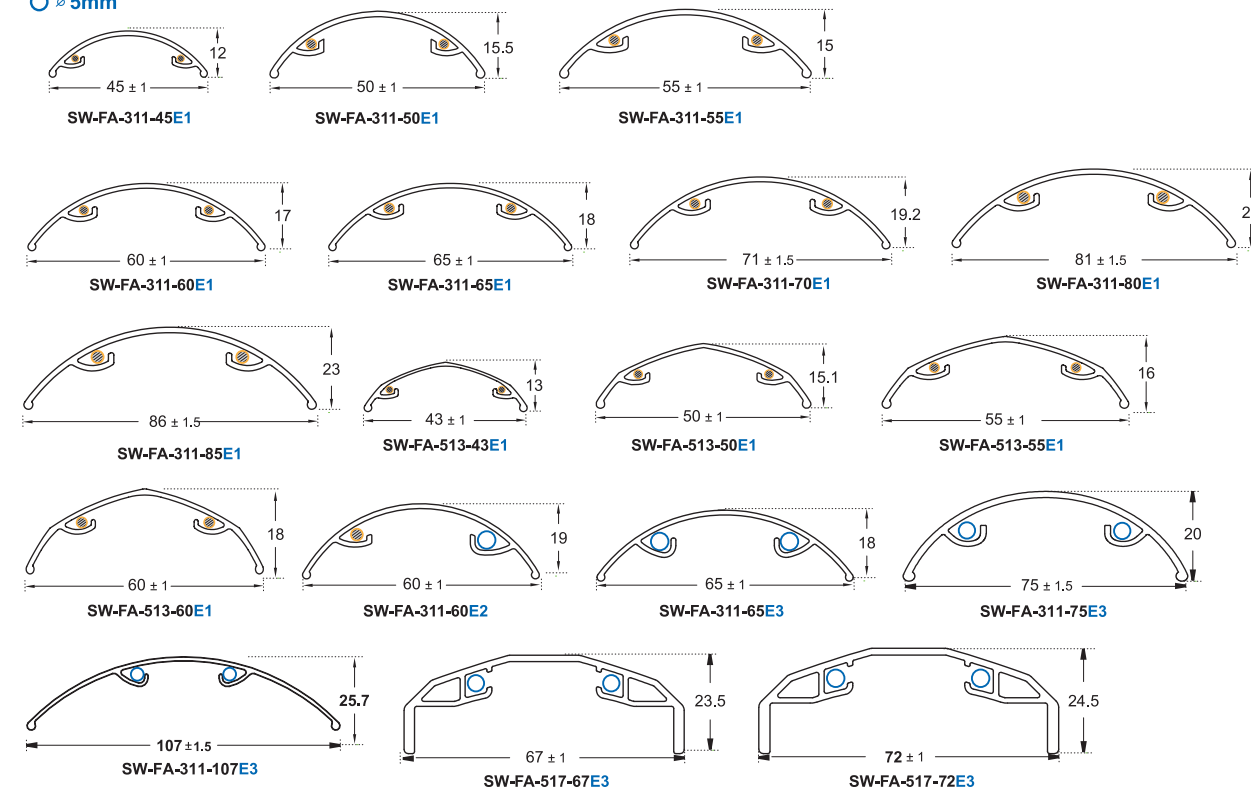 ø 5mm
12
15.5
15
45 ± 1
50 ± 1
55 ± 1
SW-FA-311-45E1
SW-FA-311-50E1
SW-FA-311-55E1
17
18
19.2
60 ± 1
65 ± 1
71 ± 1.5
81 ± 1.5
SW-FA-311-60E1
SW-FA-311-65E1
SW-FA-311-70E1
SW-FA-311-80E1
23
13
15.1
16
86 ± 1.5
43 ± 1
50 ± 1
55 ± 1
SW-FA-311-85E1
SW-FA-513-43E1
SW-FA-513-50E1
SW-FA-513-55E1
18
19
18
20
60 ± 1
60 ± 1
65 ± 1
75 ± 1.5
SW-FA-513-60E1
SW-FA-311-60E2
SW-FA-311-65E3
SW-FA-311-75E3
25.7
23.5
24.5
107 ±1.5
67 ± 1
72 ± 1
SW-FA-311-107E3
SW-FA-517-67E3
SW-FA-517-72E3